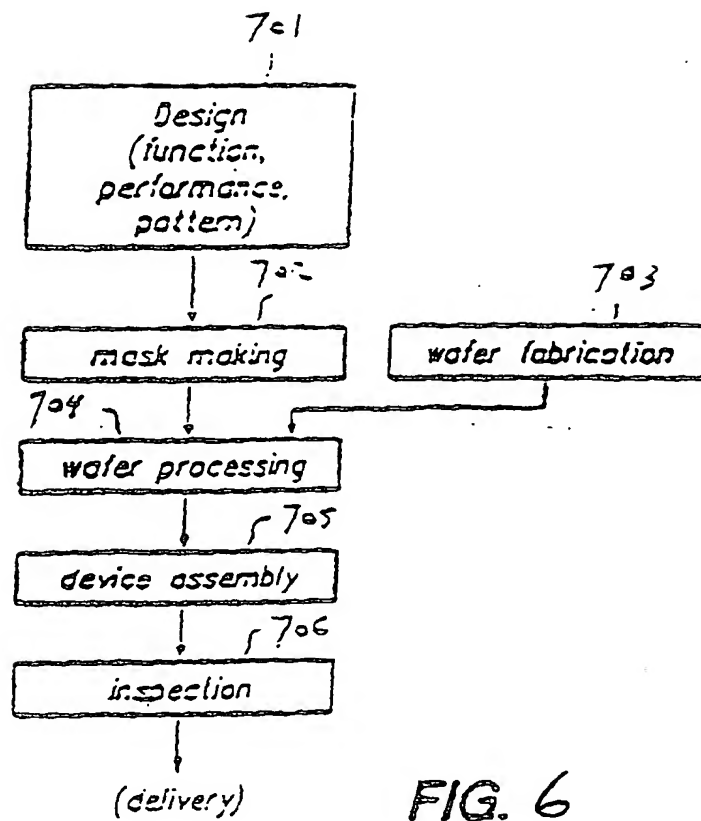 701
Design
(function,
performance,
pattern)
702
703
mask making
wafer fabrication
704
wafer processing
705
device assembly
706
inspection
(delivery)
FIG. 6